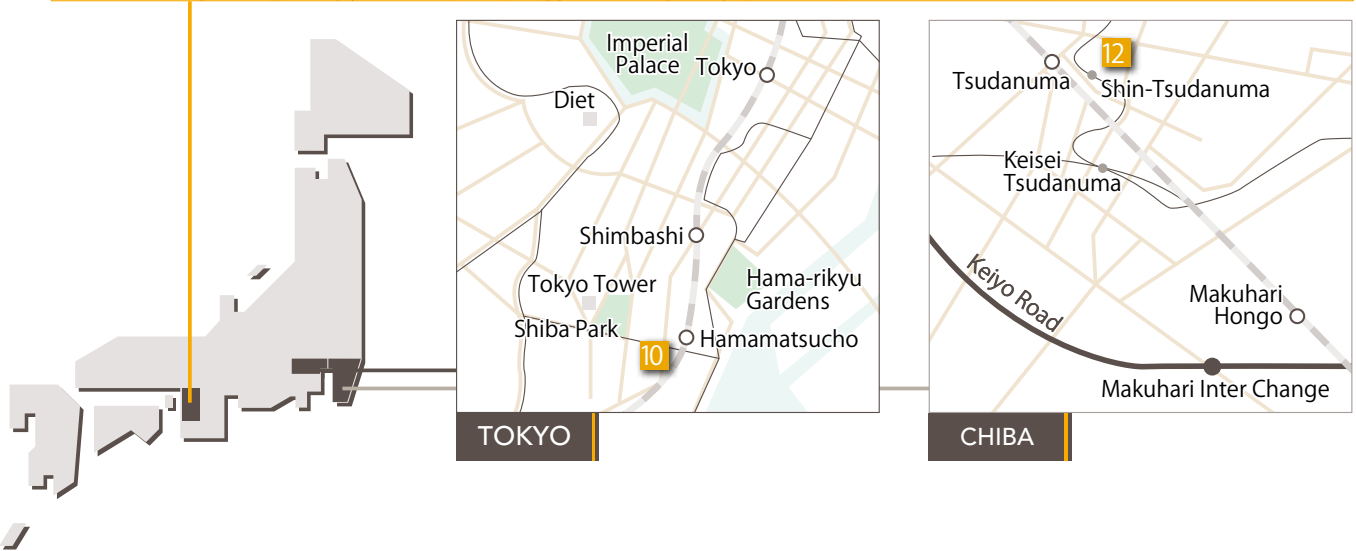 Imperial
Palace
Tokyo
Diet
Shimbashi
Tokyo Tower
Hama-rikyu
Gardens
Shiba Park
10
Hamamatsucho
TOKYO
12
Tsudanuma
Shin-Tsudanuma
Keisei
Tsudanuma
Keiyo Road
Makuhari
Hongo
Makuhari Inter Change
CHIBA